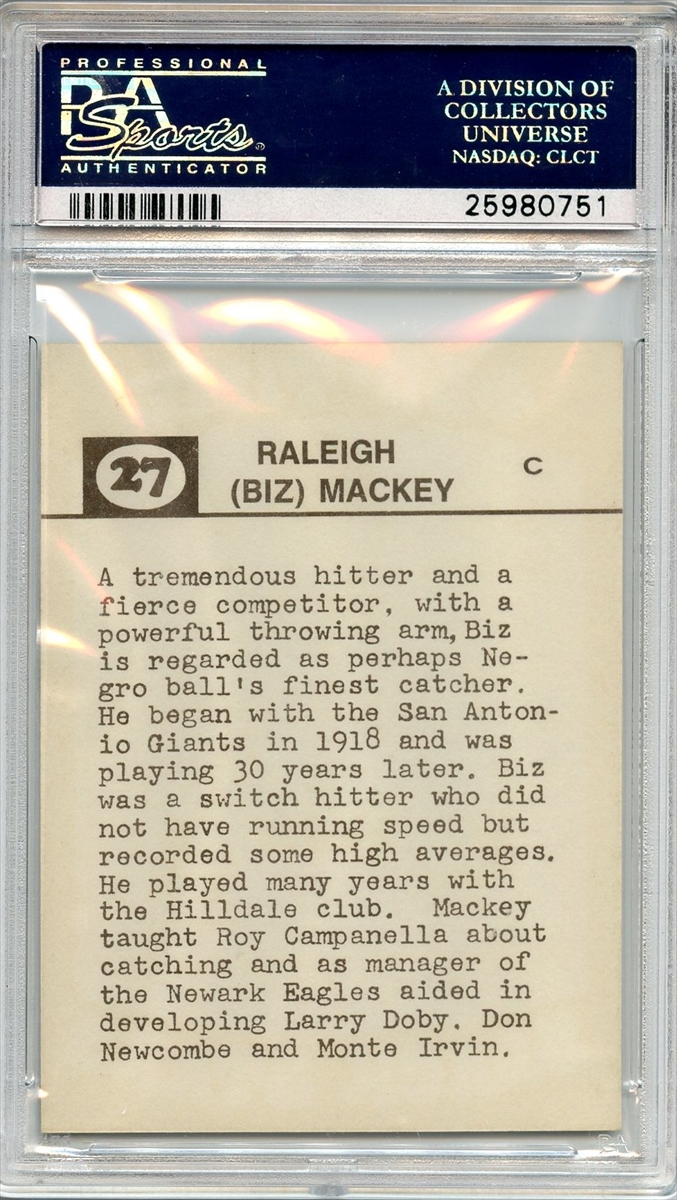 PROFESSIONAL
PSA
Sports
AUTHENTICATOR
A DIVISION OF
COLLECTORS
UNIVERSE
NASDAQ: CLCT
25980751
27
RALEIGH
(BIZ) MACKEY
C
A tremendous hitter and a
fierce competitor, with a
powerful throwing arm, Biz
is regarded as perhaps Ne-
gro ball's finest catcher.
He began with the San Anton-
io Giants in 1918 and was
playing 30 years later. Biz
was a switch hitter who did
not have running speed but
recorded some high averages.
He played many years with
the Hilldale club. Mackey
taught Roy Campanella about
catching and as manager of
the Newark Eagles aided in
developing Larry Doby. Don
Newcombe and Monte Irvin.